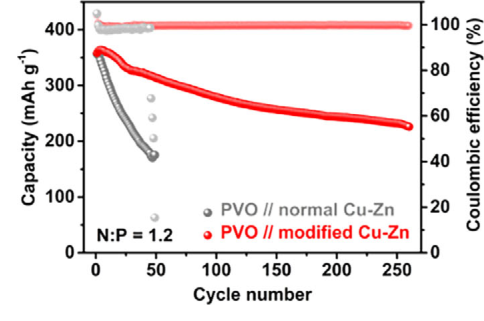 400
300
200
100
0
Capacity (mAh g⁻¹)
100
80
60
40
20
0
Coulombic efficiency (%)
PVO // normal Cu-Zn
N:P = 1.2
PVO // modified Cu-Zn
0 50 100 150 200 250
Cycle number